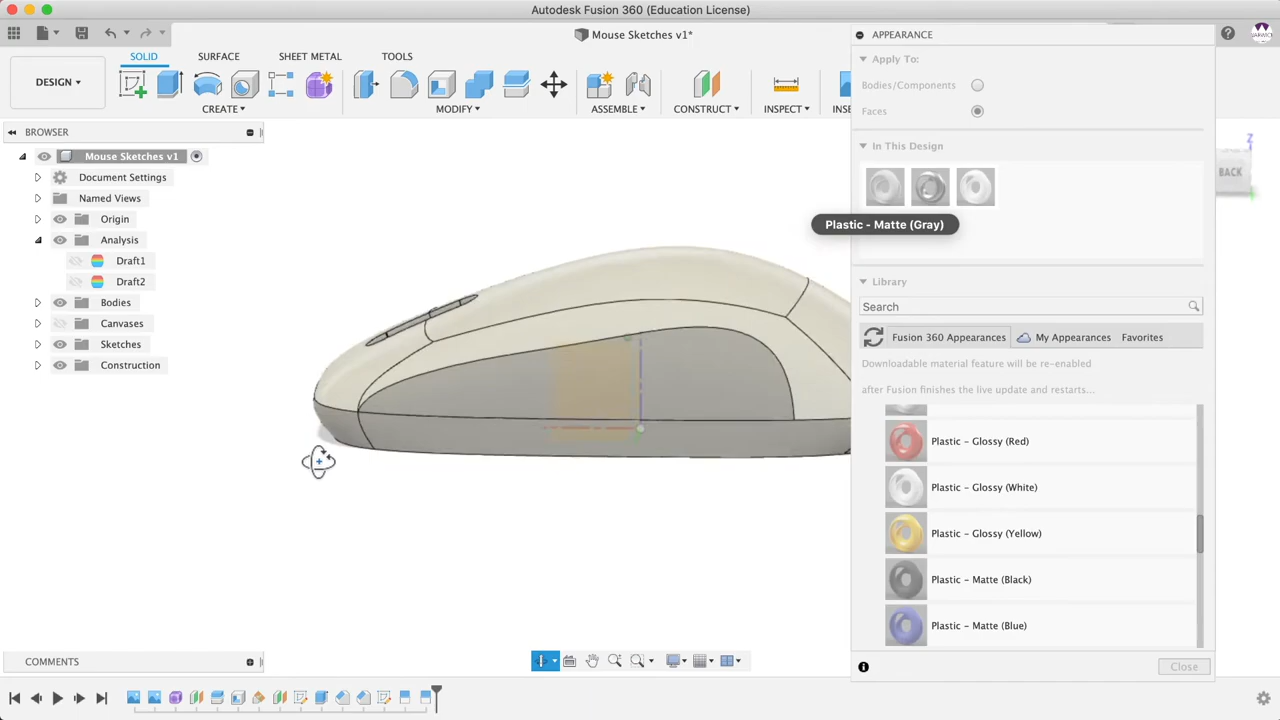 Autodesk Fusion 360 (Education License)
Mouse Sketches v1*
APPEARANCE
DESIGN
SOLID
SURFACE
SHEET METAL
TOOLS
CREATE
MODIFY
ASSEMBLE
CONSTRUCT
INSPECT
Apply To:
Bodies/Components
Faces
BROWSER
In This Design
Mouse Sketches v1
Document Settings
Named Views
Origin
Analysis
Draft1
Draft2
Bodies
Canvases
Sketches
Construction
BACK
Z
Plastic - Matte (Gray)
Library
Search
Fusion 360 Appearances
My Appearances
Favorites
Downloadable material feature will be re-enabled
after Fusion finishes the live update and restarts...
Plastic - Glossy (Red)
Plastic - Glossy (White)
Plastic - Glossy (Yellow)
Plastic - Matte (Black)
Plastic - Matte (Blue)
COMMENTS
Close